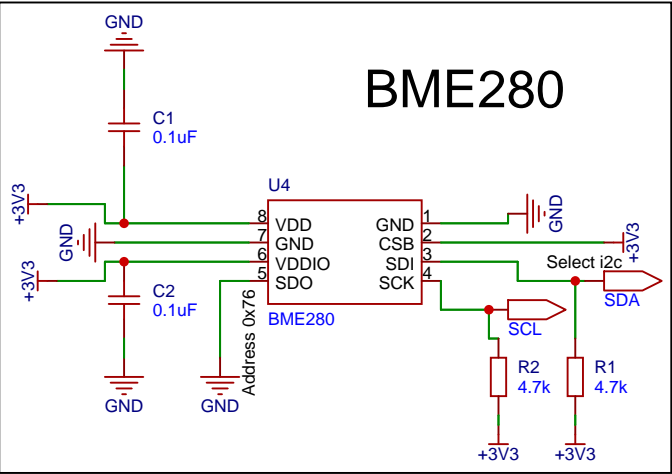 GND
BME280
C1
0.1uF
+3V3
U4
8 VDD
GND 1
GND
7 GND
CSB 2
GND
+3V3
6 VDDIO
SDI 3
Select i2c
5 SDO
SCK 4
+3V3
C2
0.1uF
Address 0x76
BME280
SCL
SDA
R2
4.7k
R1
4.7k
GND
GND
+3V3
+3V3